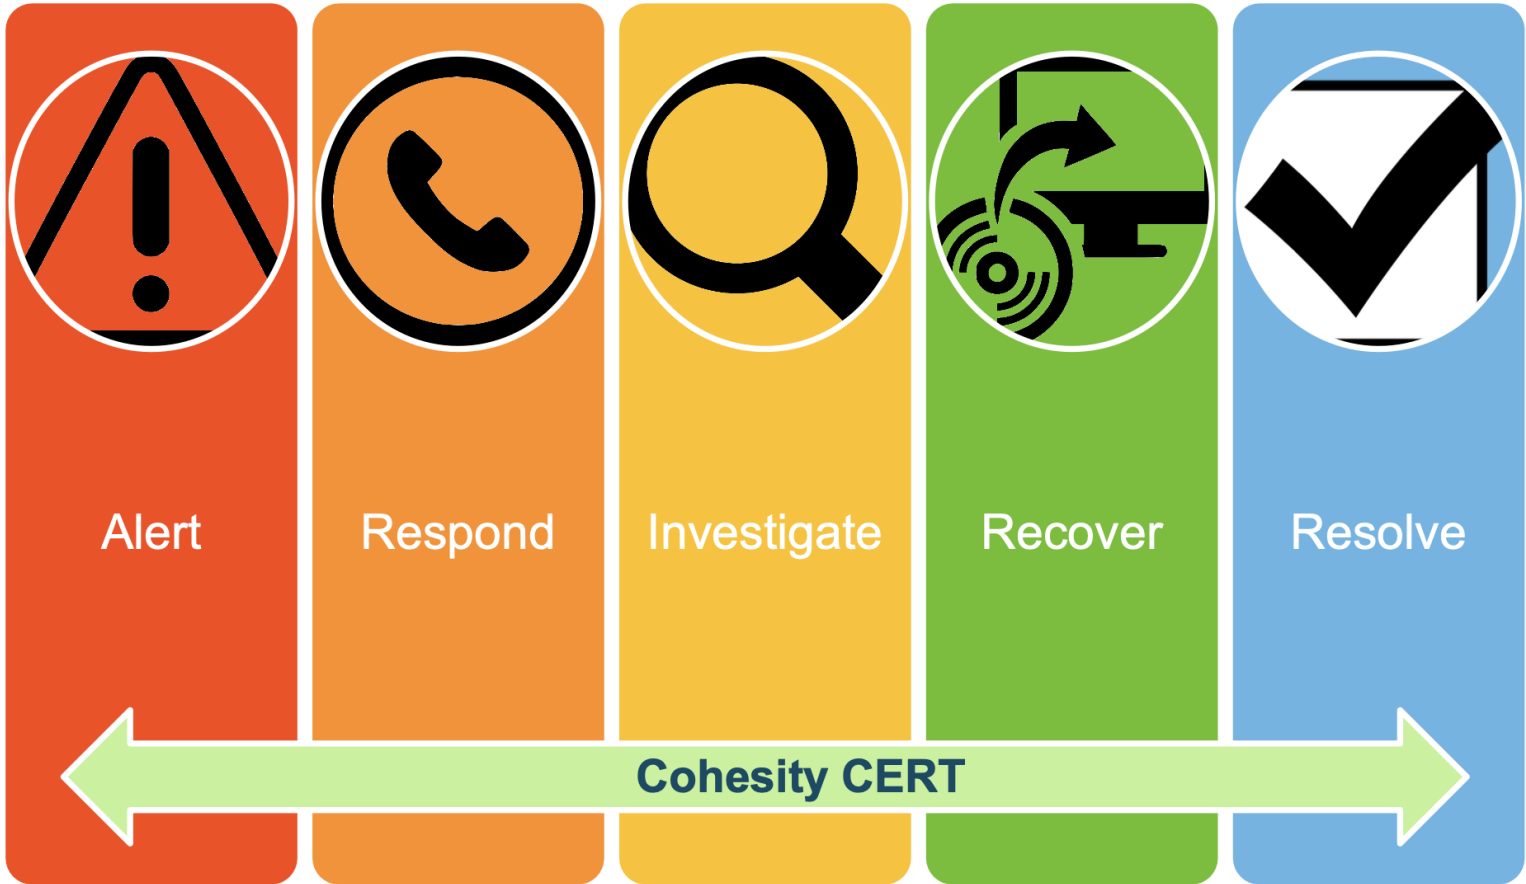 Alert
Respond
Investigate
Recover
Resolve
Cohesity CERT